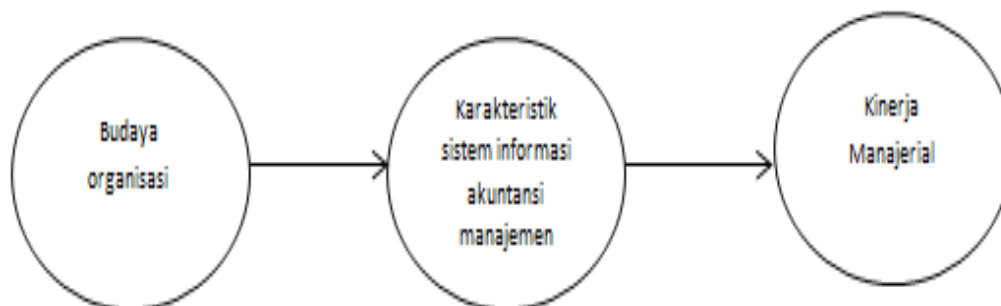 Budaya
organisasi
Karakteristik
sistem informasi
akuntansi
manajemen
Kinerja
Manajerial